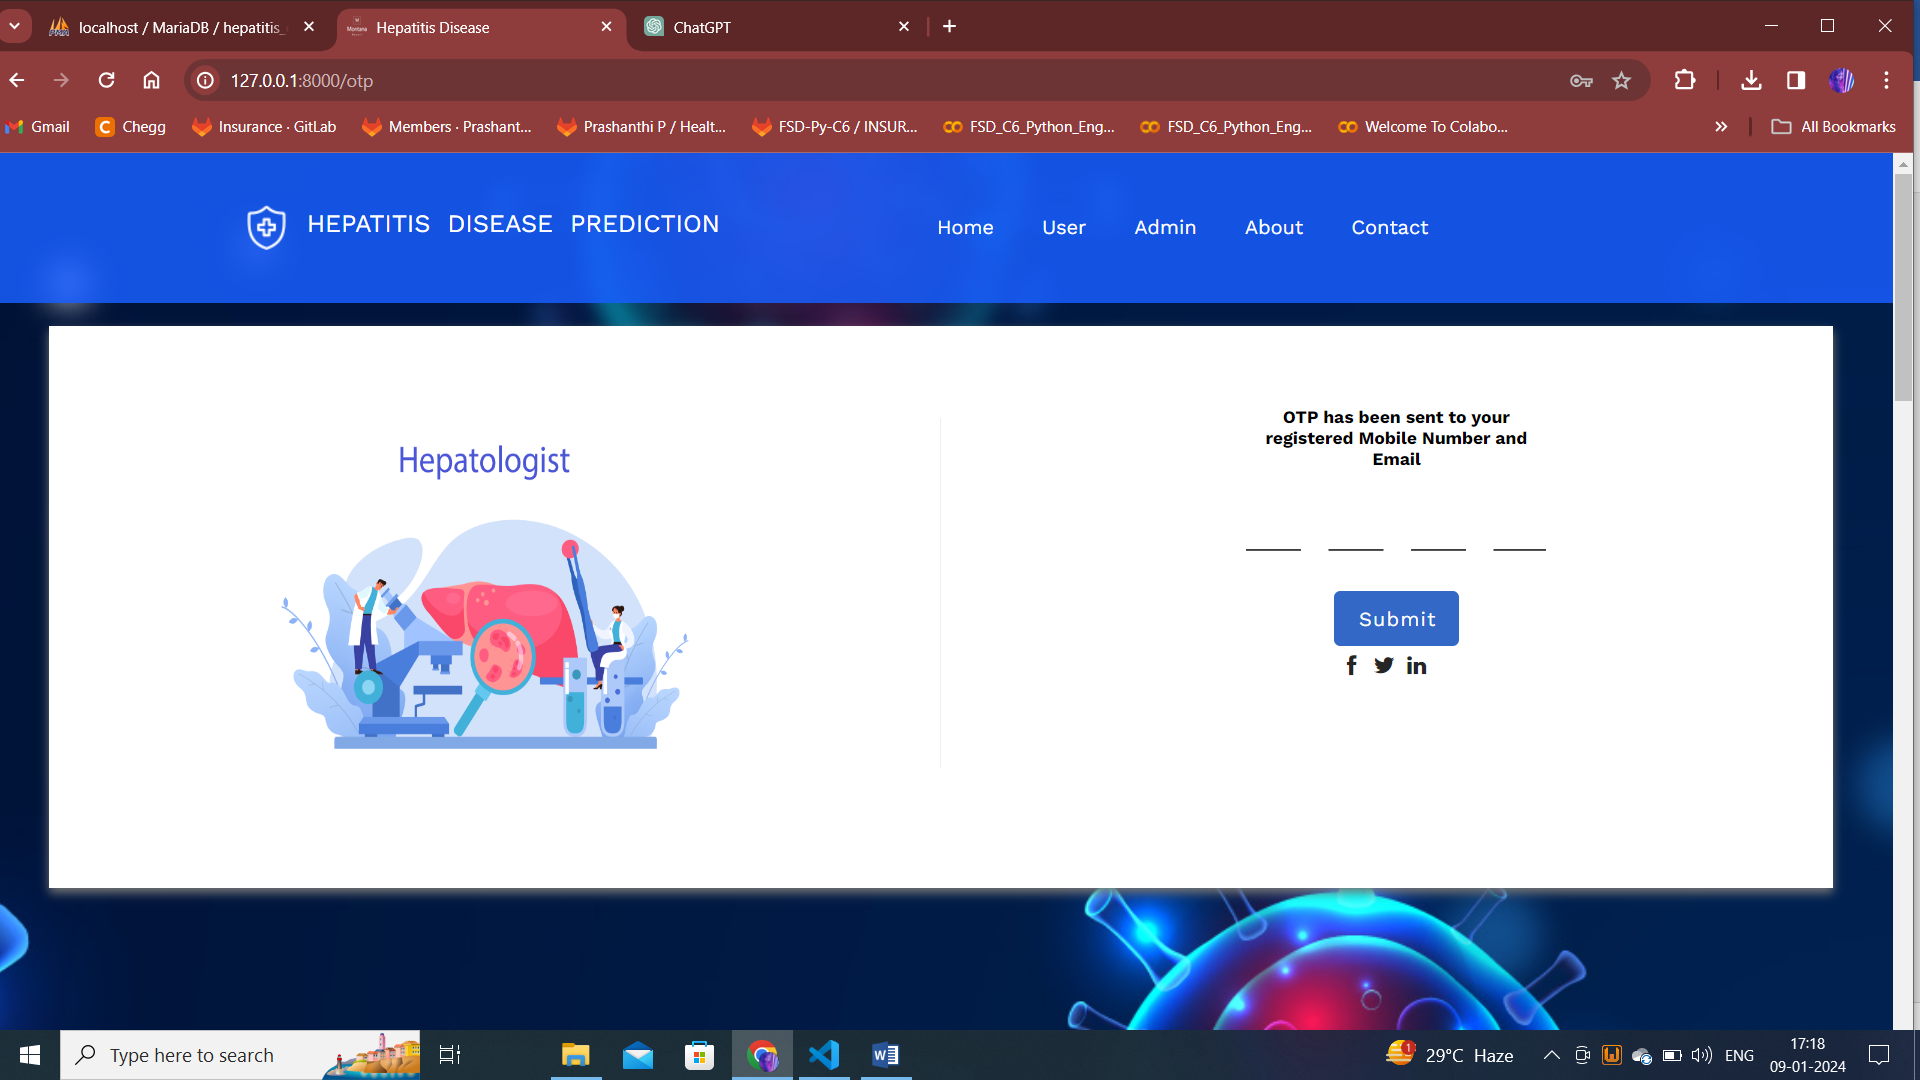 localhost / MariaDB / hepatitis_
Hepatitis Disease
ChatGPT
127.0.0.1:8000/otp
Gmail
Chegg
Insurance · GitLab
Members · Prashant...
Prashanthi P / Healt...
FSD-Py-C6 / INSUR...
FSD_C6_Python_Eng...
FSD_C6_Python_Eng...
Welcome To Colabo...
All Bookmarks
HEPATITIS DISEASE PREDICTION
Home
User
Admin
About
Contact
Hepatologist
OTP has been sent to your
registered Mobile Number and
Email
Submit
Type here to search
1
29°C Haze
ENG
17:18
09-01-2024